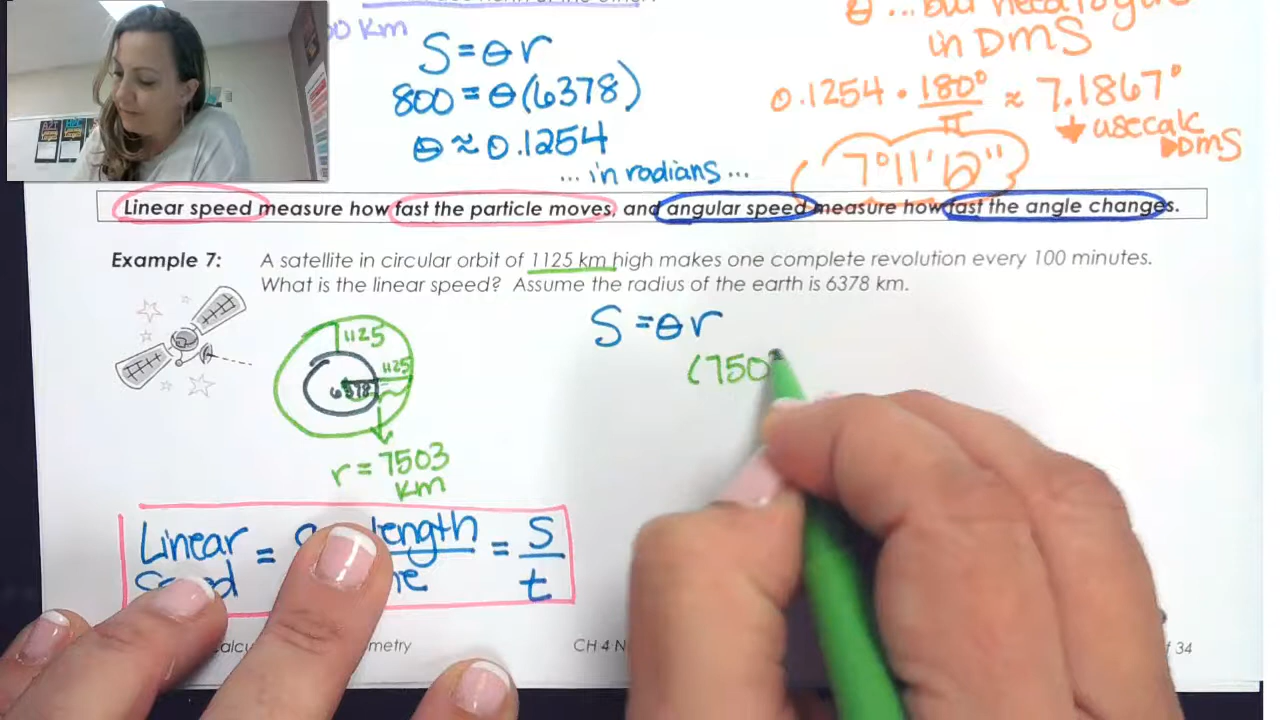 00 Km
S = θr
800 = θ(6378)
θ ≈ 0.1254
... in radians ...
θ ... but need to give
in DMS
0.1254 • 180°/π ≈ 7.1867°
use calc
▶DMS
7°11'12"
Linear speed measure how fast the particle moves, and angular speed measure how fast the angle changes.
Example 7: A satellite in circular orbit of 1125 km high makes one complete revolution every 100 minutes.
What is the linear speed? Assume the radius of the earth is 6378 km.
1125
1125
6378
r = 7503
km
S = θr
(750
Linear = length = S
t
CH 4 N
of 34